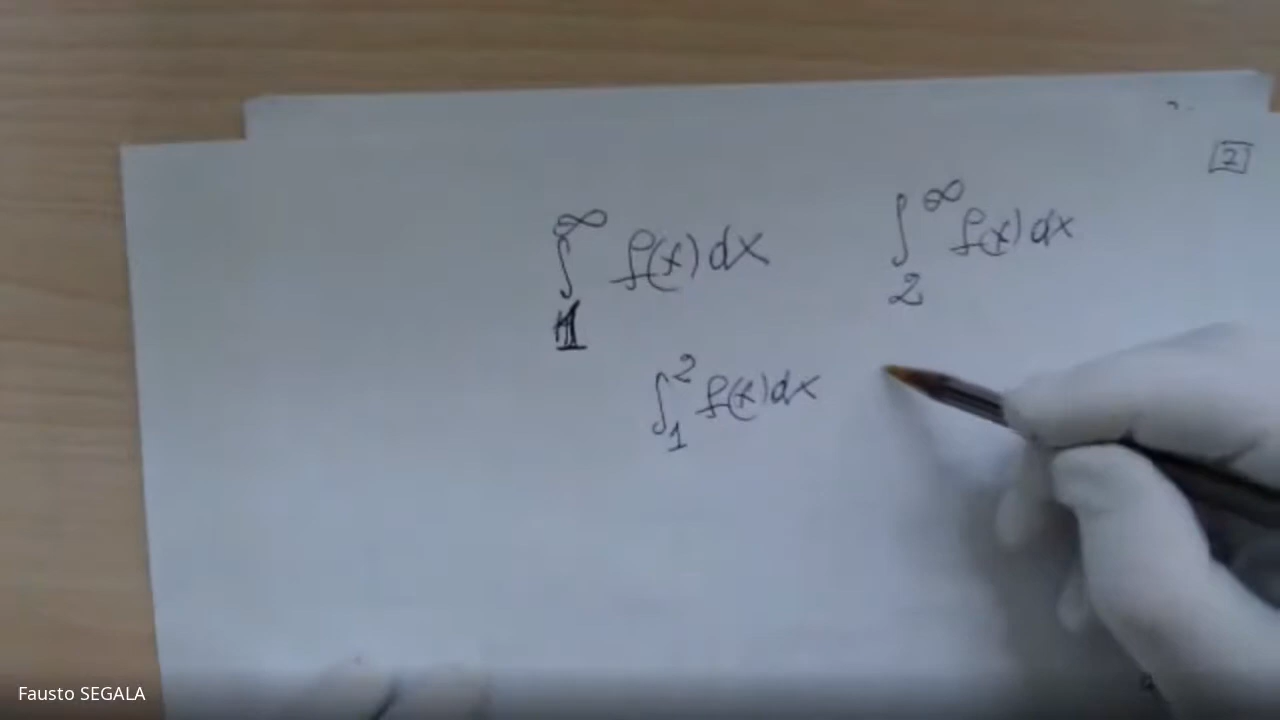 2
∫₁^∞ f(x) dx    ∫₂^∞ f(x) dx
∫₁² f(x) dx
Fausto SEGALA